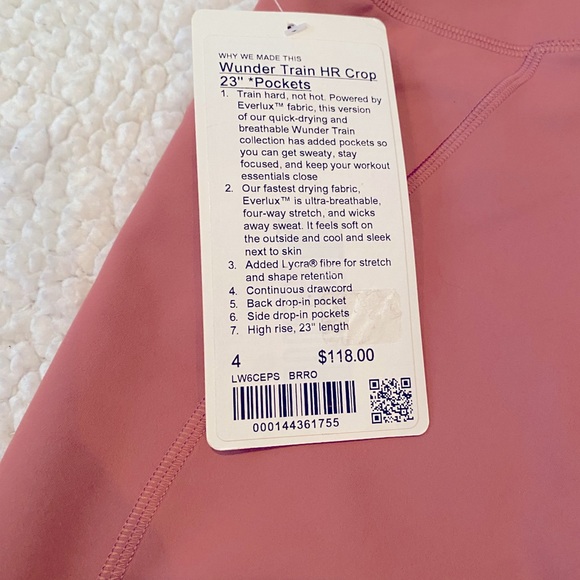 WHY WE MADE THIS
Wunder Train HR Crop
23" *Pockets
1. Train hard, not hot. Powered by
Everlux™ fabric, this version
of our quick-drying and
breathable Wunder Train
collection has added pockets so
you can get sweaty, stay
focused, and keep your workout
essentials close
2. Our fastest drying fabric,
Everlux™ is ultra-breathable,
four-way stretch, and wicks
away sweat. It feels soft on
the outside and cool and sleek
next to skin
3. Added Lycra® fibre for stretch
and shape retention
4. Continuous drawcord
5. Back drop-in pocket
6. Side drop-in pockets
7. High rise, 23" length
4 $118.00
LW6CEPS BRRO
000144361755